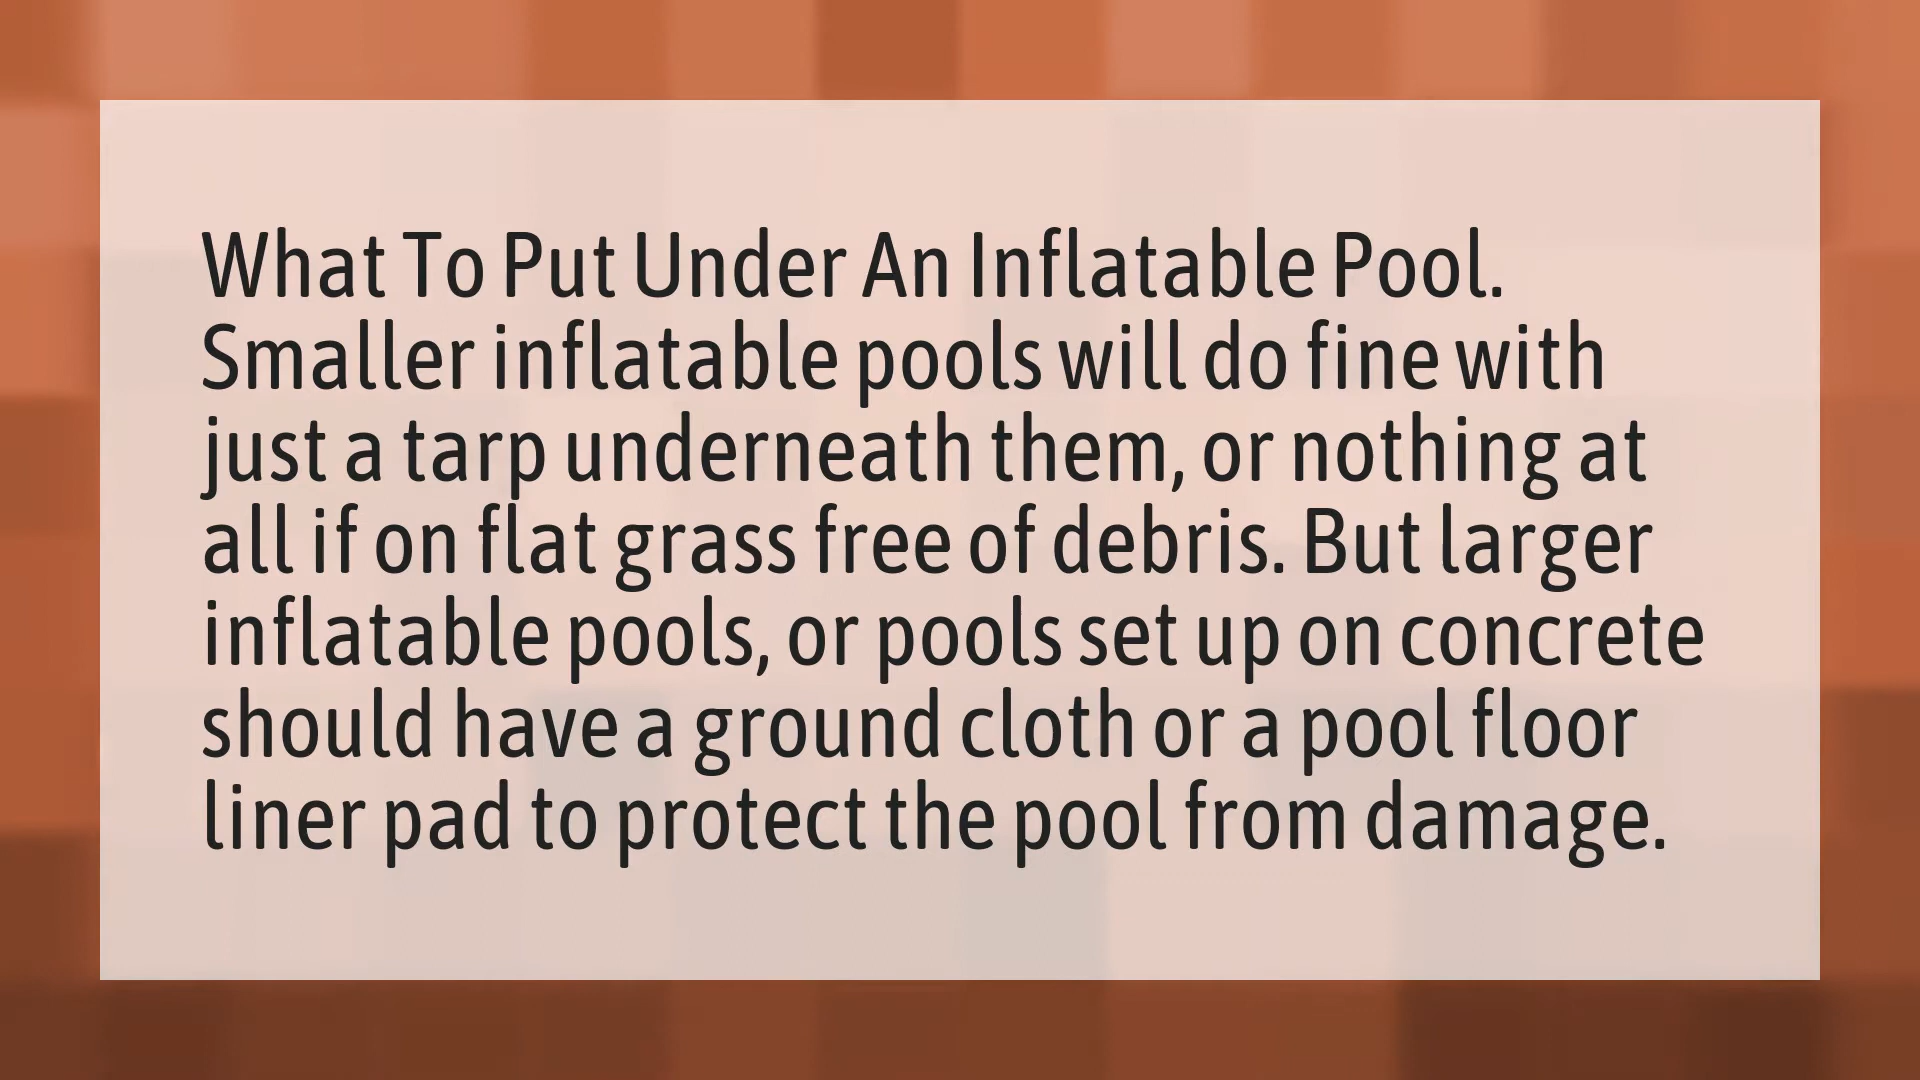 What To Put Under An Inflatable Pool.
Smaller inflatable pools will do fine with
just a tarp underneath them, or nothing at
all if on flat grass free of debris. But larger
inflatable pools, or pools set up on concrete
should have a ground cloth or a pool floor
liner pad to protect the pool from damage.